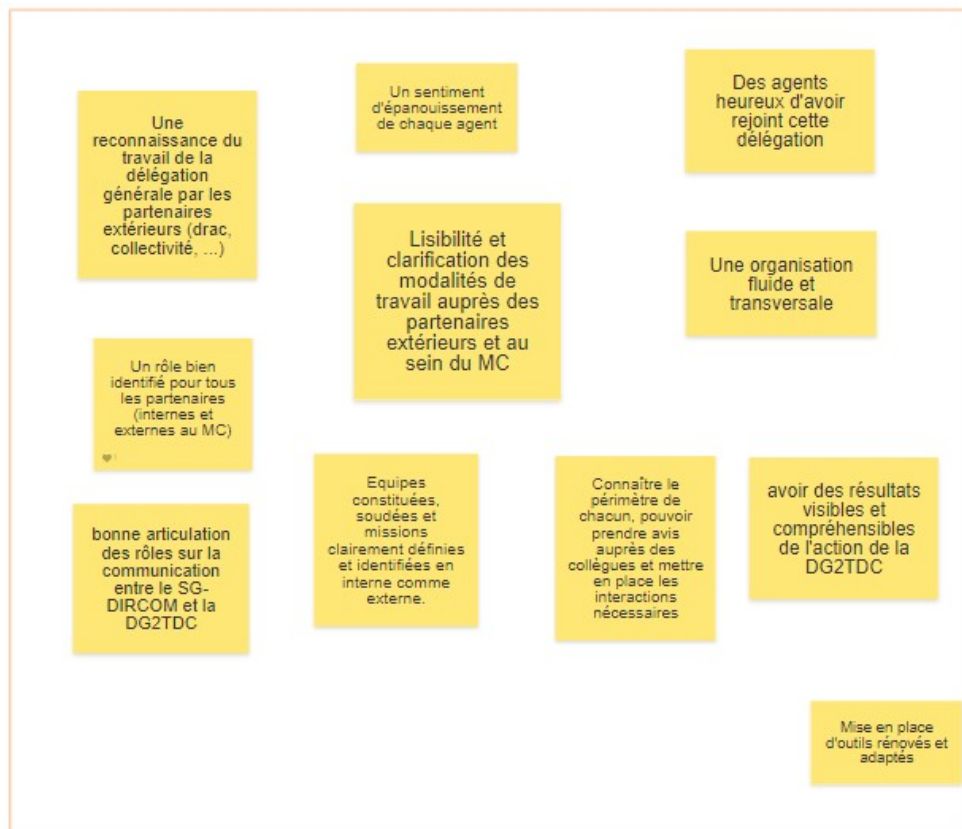 Une
reconnaissance du
travail de la
délégation
générale par les
partenaires
extérieurs (drac,
collectivité, ...)
Un sentiment
d'épanouissement
de chaque agent
Des agents
heureux d'avoir
rejoint cette
délégation
Lisibilité et
clarification des
modalités de
travail auprès des
partenaires
extérieurs et au
sein du MC
Une organisation
fluide et
transversale
Un rôle bien
identifié pour tous
les partenaires
(internes et
externes au MC)
1
bonne articulation
des rôles sur la
communication
entre le SG-
DIRCOM et la
DG2TDC
Equipes
constituées,
soudées et
missions
clairement définies
et identifiées en
interne comme
externe.
Connaître le
périmètre de
chacun, pouvoir
prendre avis
auprès des
collègues et mettre
en place les
interactions
nécessaires
avoir des résultats
visibles et
compréhensibles
de l'action de la
DG2TDC
Mise en place
d'outils rénovés et
adaptés